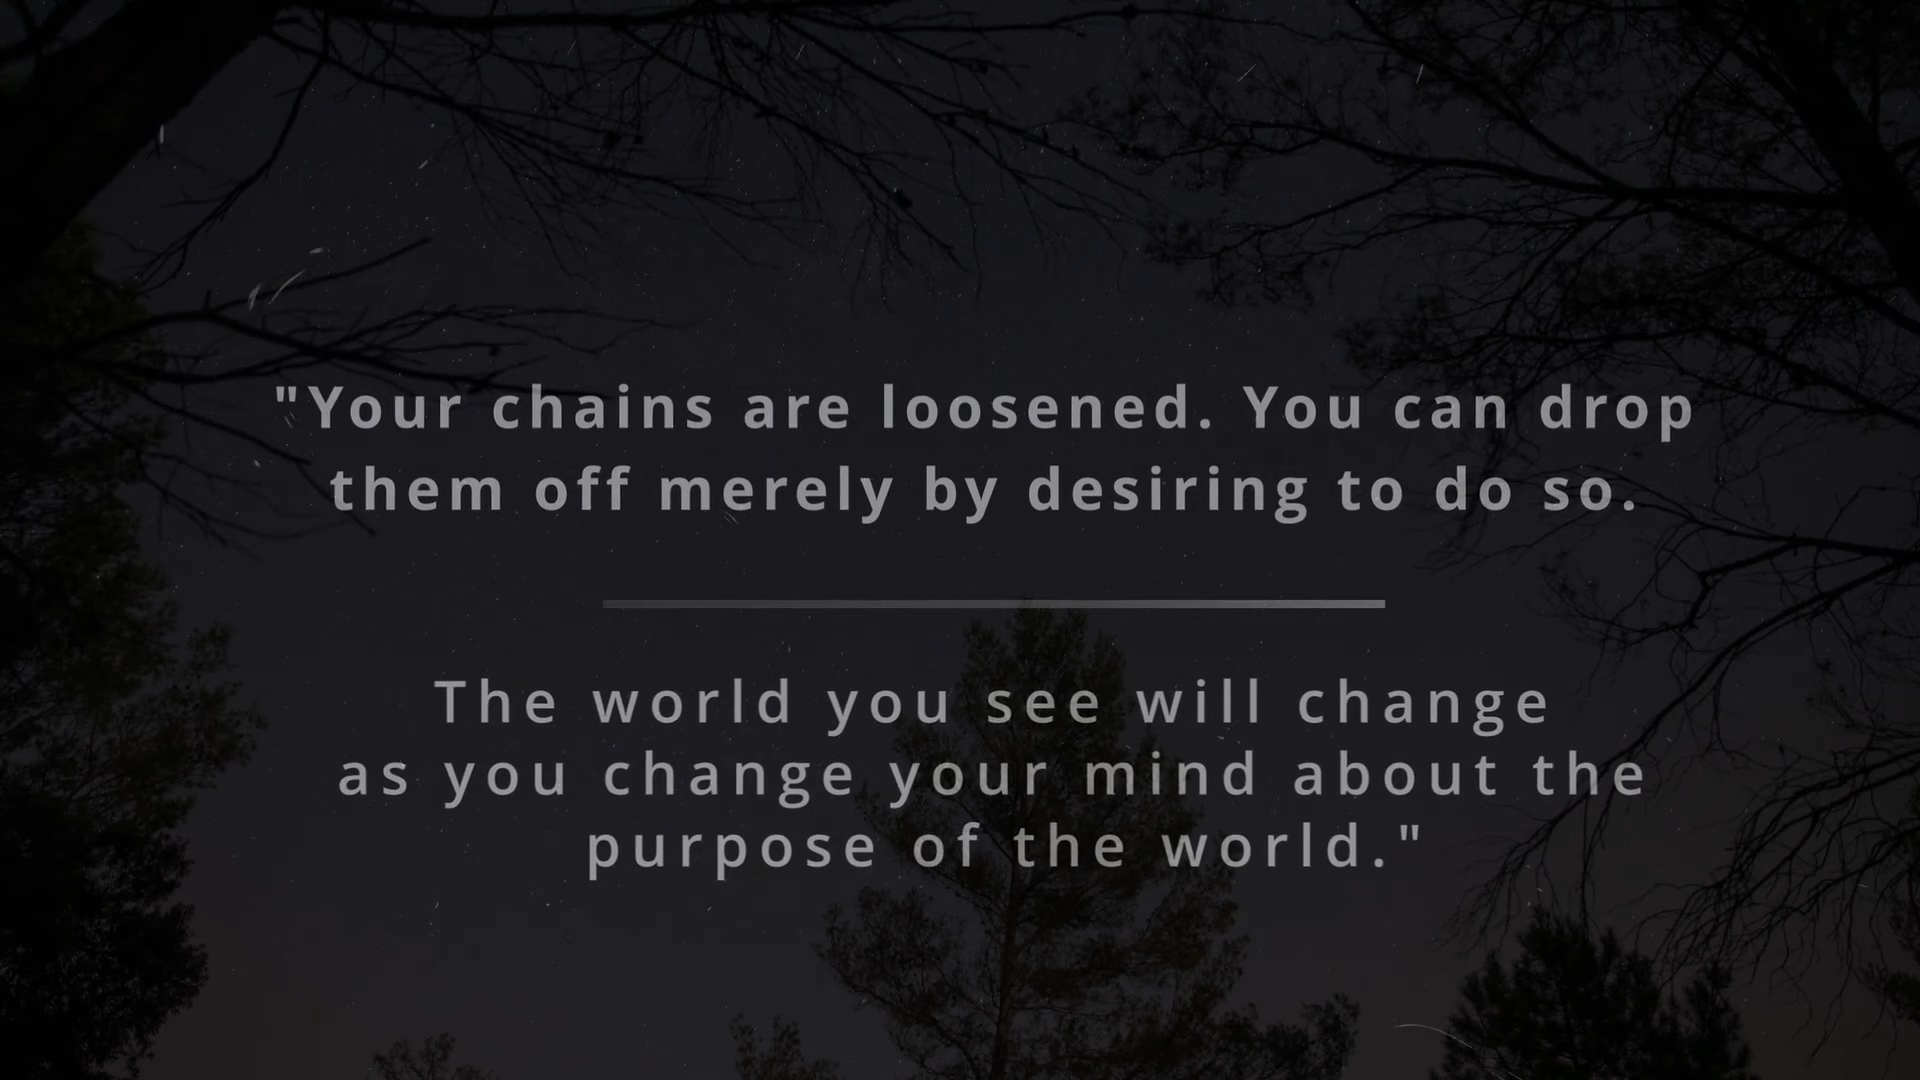 "Your chains are loosened. You can drop
them off merely by desiring to do so.
The world you see will change
as you change your mind about the
purpose of the world."